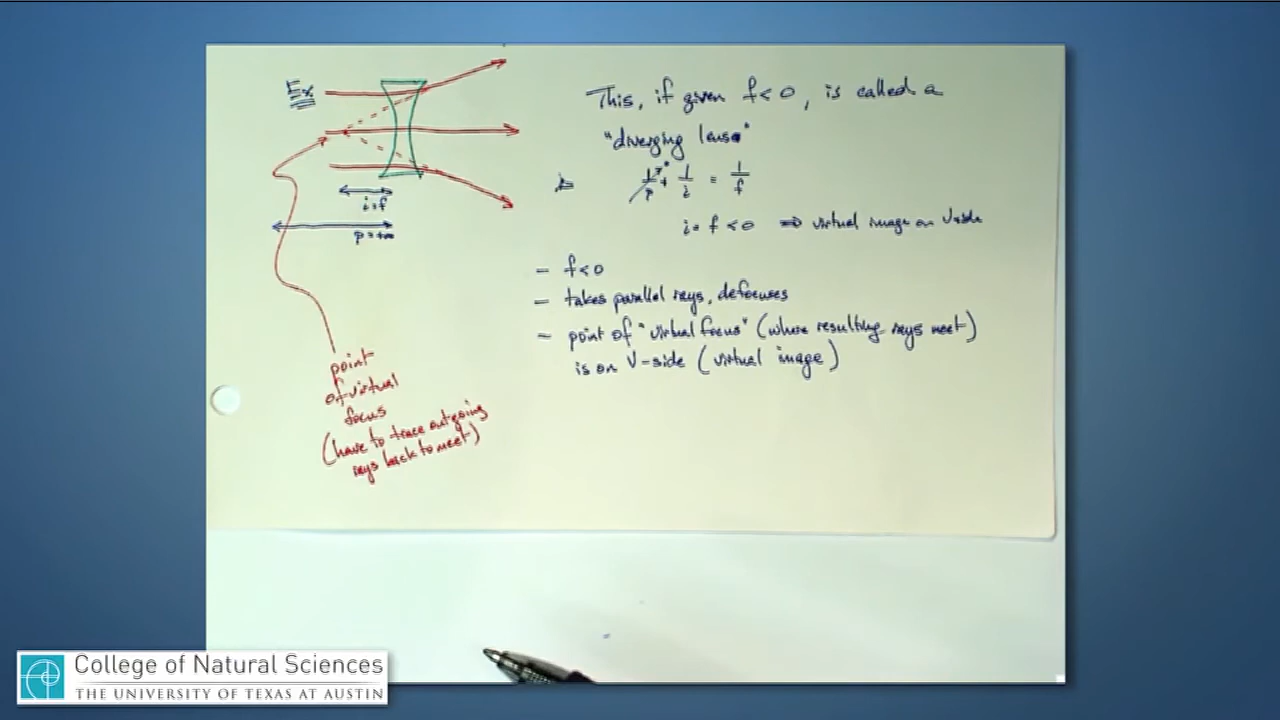 Ex
This, if given f<0, is called a
"diverging lens"
1/p + 1/i = 1/f
i=f
p=+∞
i = f <0 ⇒ virtual image on V-side
– f<0
– takes parallel rays, defocuses
– point of "virtual focus" (where resulting rays meet)
is on V-side (virtual image)
point
of virtual
focus
(have to trace outgoing
rays back to meet)
College of Natural Sciences
THE UNIVERSITY OF TEXAS AT AUSTIN